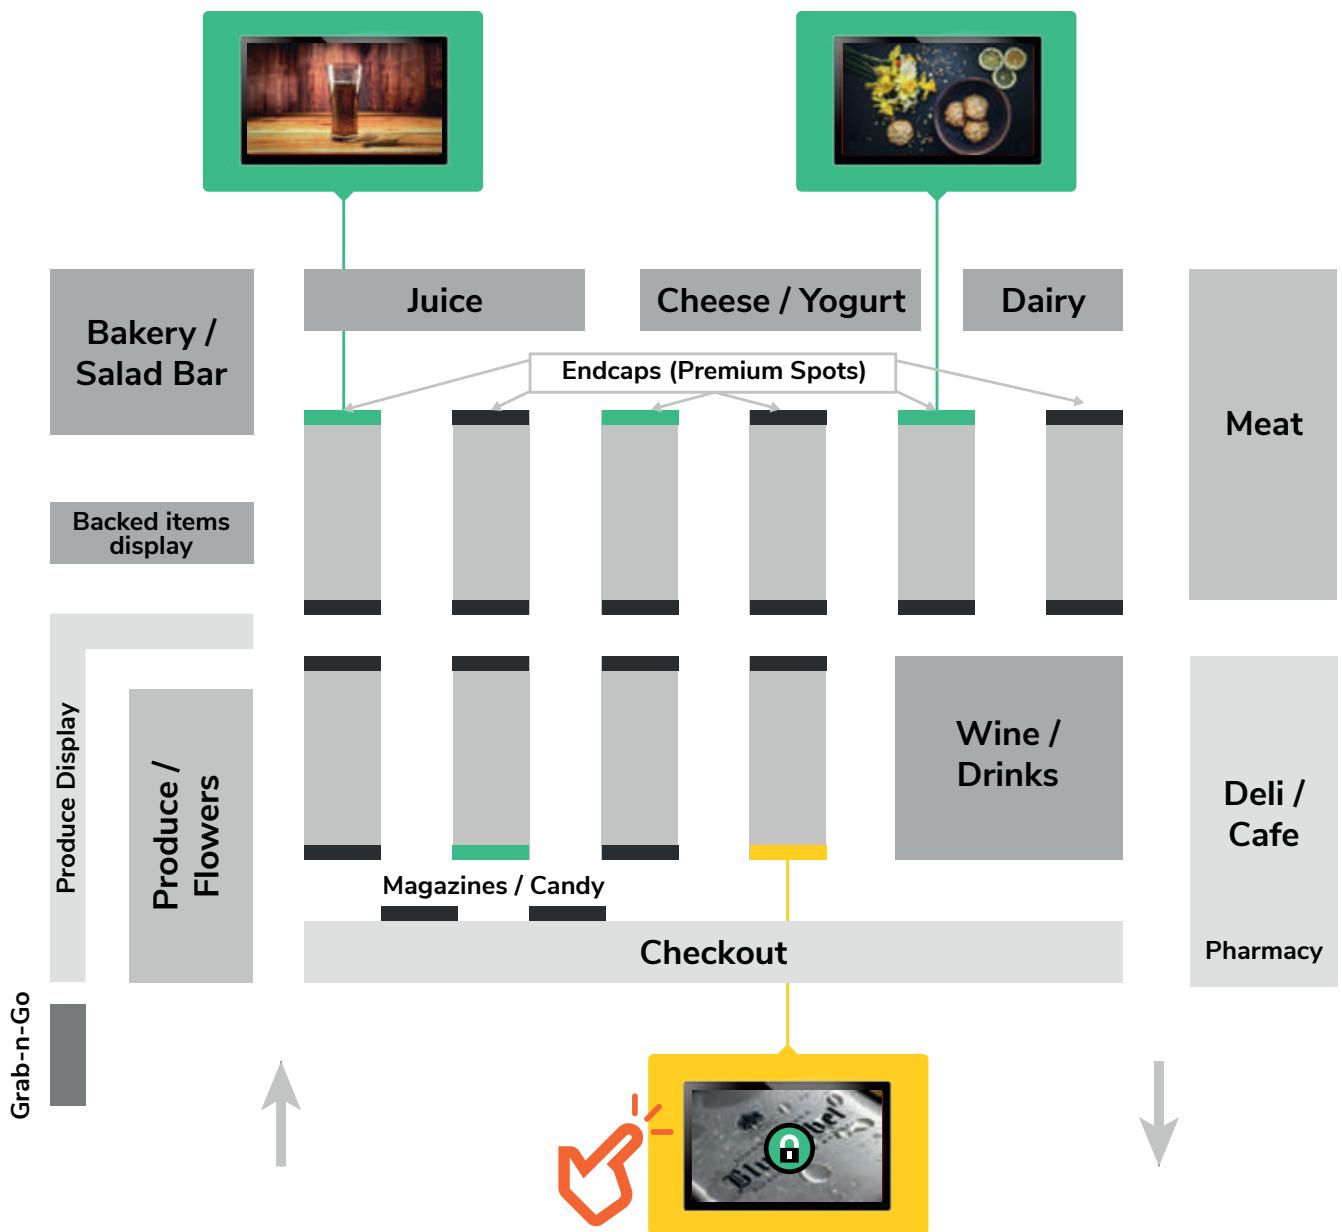 Juice
Cheese / Yogurt
Dairy
Bakery /
Salad Bar
Endcaps (Premium Spots)
Meat
Backed items
display
Produce Display
Produce /
Flowers
Wine /
Drinks
Deli /
Cafe
Magazines / Candy
Checkout
Pharmacy
Grab-n-Go